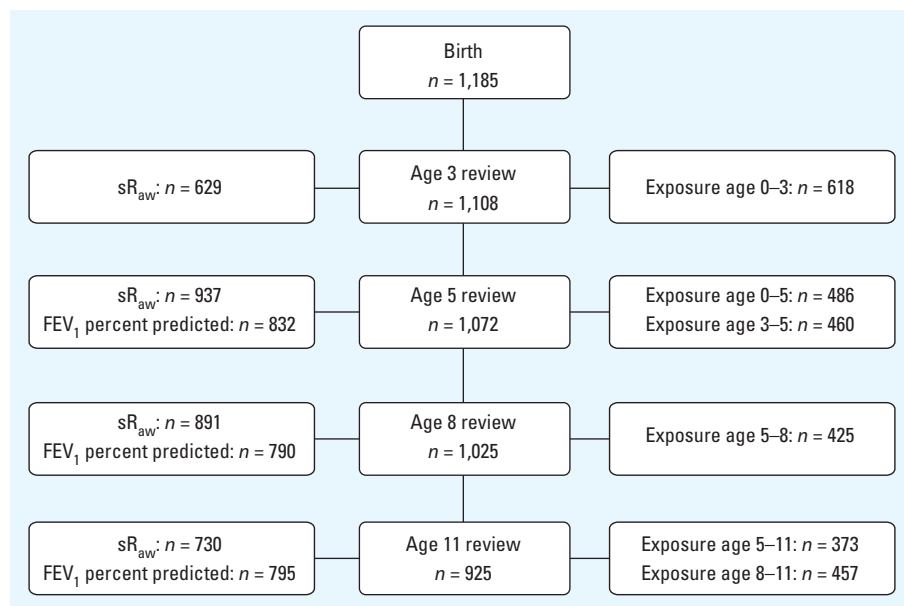 Birth
n = 1,185
sRaw: n = 629
Age 3 review
n = 1,108
Exposure age 0–3: n = 618
sRaw: n = 937
FEV1 percent predicted: n = 832
Age 5 review
n = 1,072
Exposure age 0–5: n = 486
Exposure age 3–5: n = 460
sRaw: n = 891
FEV1 percent predicted: n = 790
Age 8 review
n = 1,025
Exposure age 5–8: n = 425
sRaw: n = 730
FEV1 percent predicted: n = 795
Age 11 review
n = 925
Exposure age 5–11: n = 373
Exposure age 8–11: n = 457